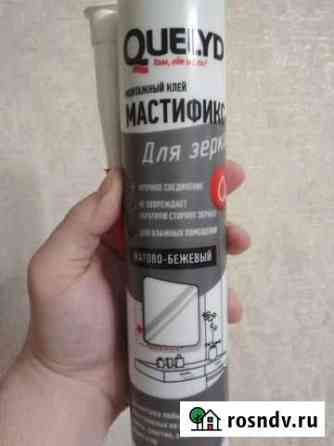 QUELYD
МОНТАЖНЫЙ КЛЕЙ
МАСТИФИКС
Для
ПРОЧНОЕ СОЕДИНЕНИЕ
НЕ ПОВРЕЖДАЕТ
ОБРАТНУЮ СТОРОНУ ЗЕРКАЛА
ДЛЯ ВЛАЖНЫХ ПОМЕЩЕНИЙ
МАТОВО-БЕЖЕВЫЙ
rosndv.ru